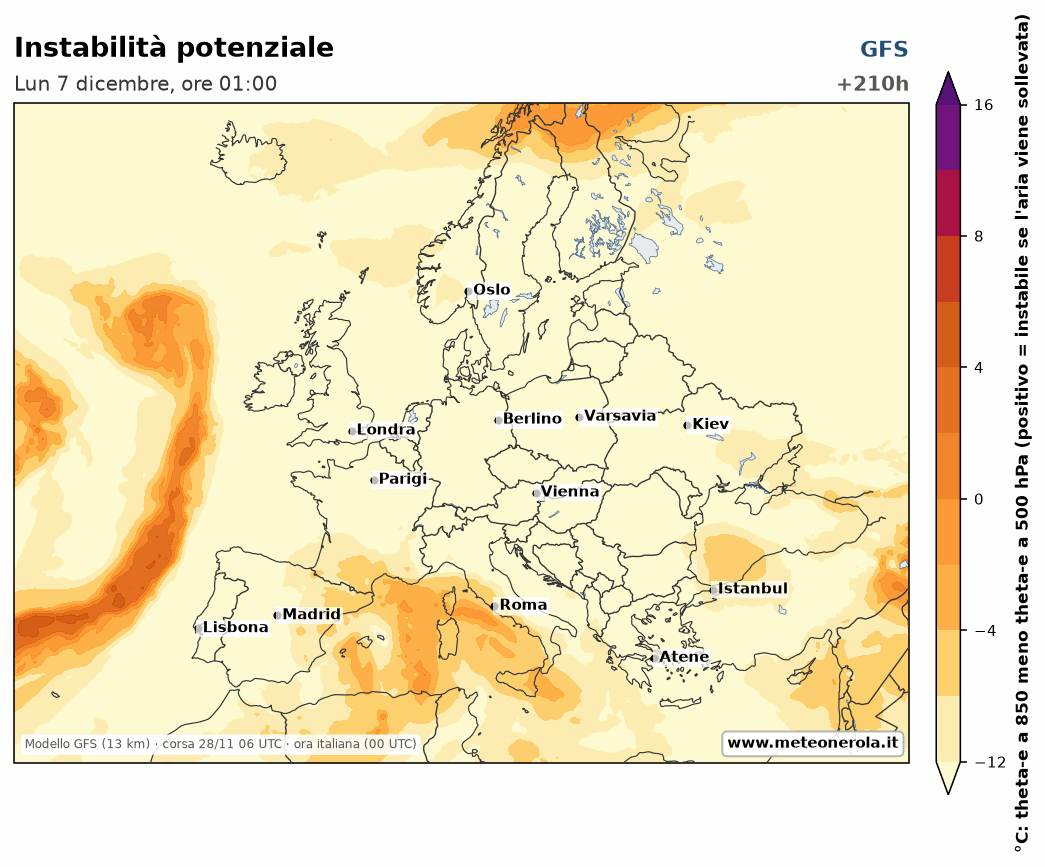 Instabilità potenziale
GFS
Lun 7 dicembre, ore 01:00
+210h
°C: theta-e a 850 meno theta-e a 500 hPa (positivo = instabile se l'aria viene sollevata)
16
8
4
0
−4
−12
Oslo
Berlino
Varsavia
Kiev
Londra
Parigi
Vienna
Istanbul
Roma
Madrid
Lisbona
Atene
Modello GFS (13 km) · corsa 28/11 06 UTC · ora italiana (00 UTC)
www.meteonerola.it